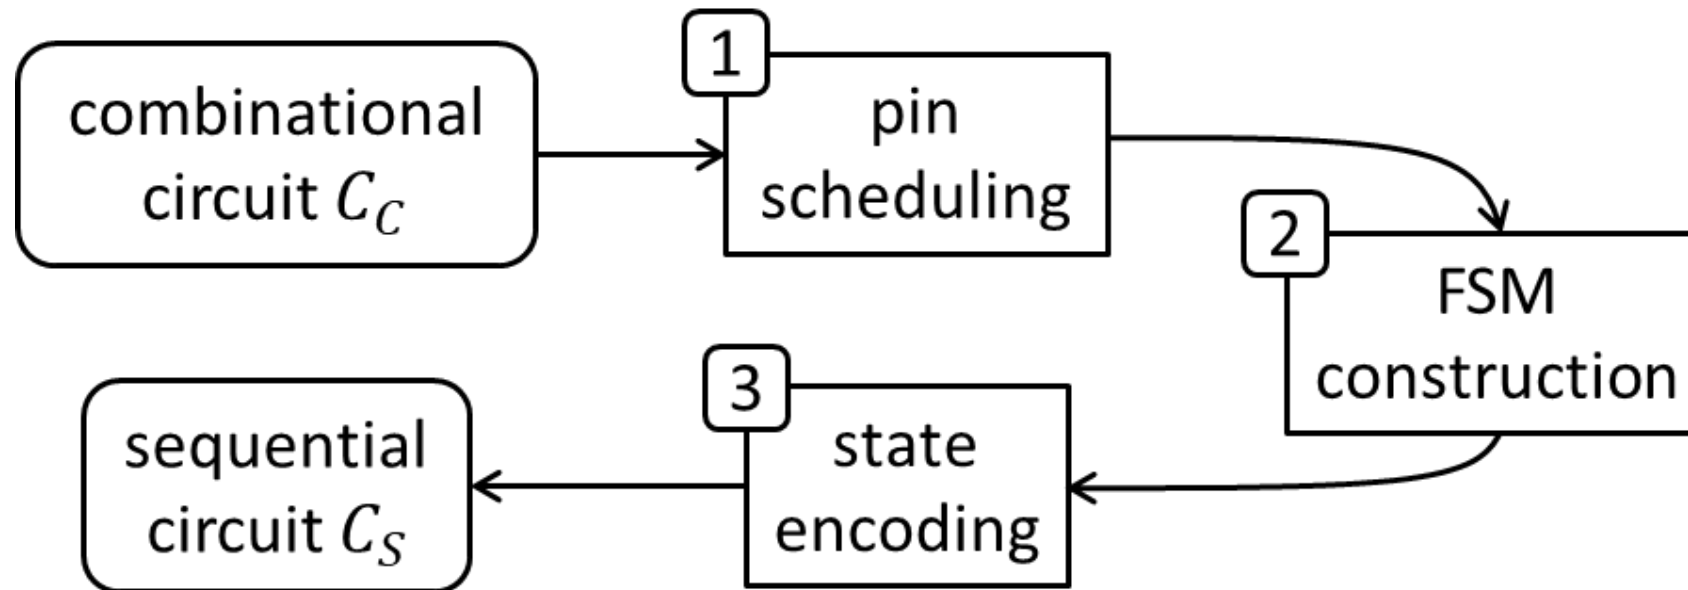 combinational
circuit C_C
1
pin
scheduling
2
FSM
construction
3
state
encoding
sequential
circuit C_S